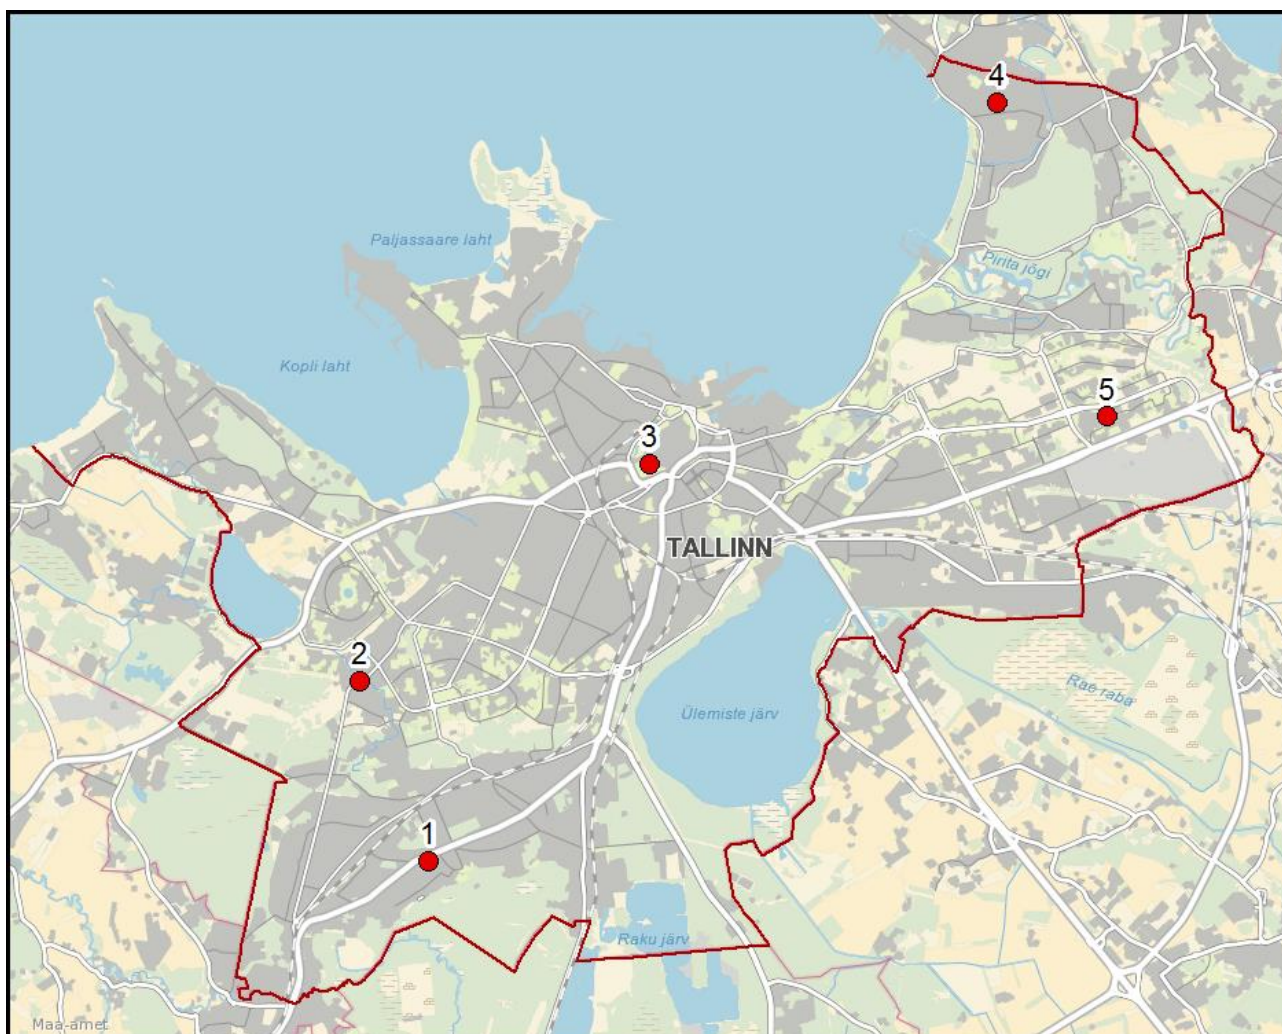 4
Paljassaare laht
Pirita jõgi
Kopli laht
5
3
TALLINN
2
Rae raba
Ülemiste järv
1
Raku järv
Maa-amet